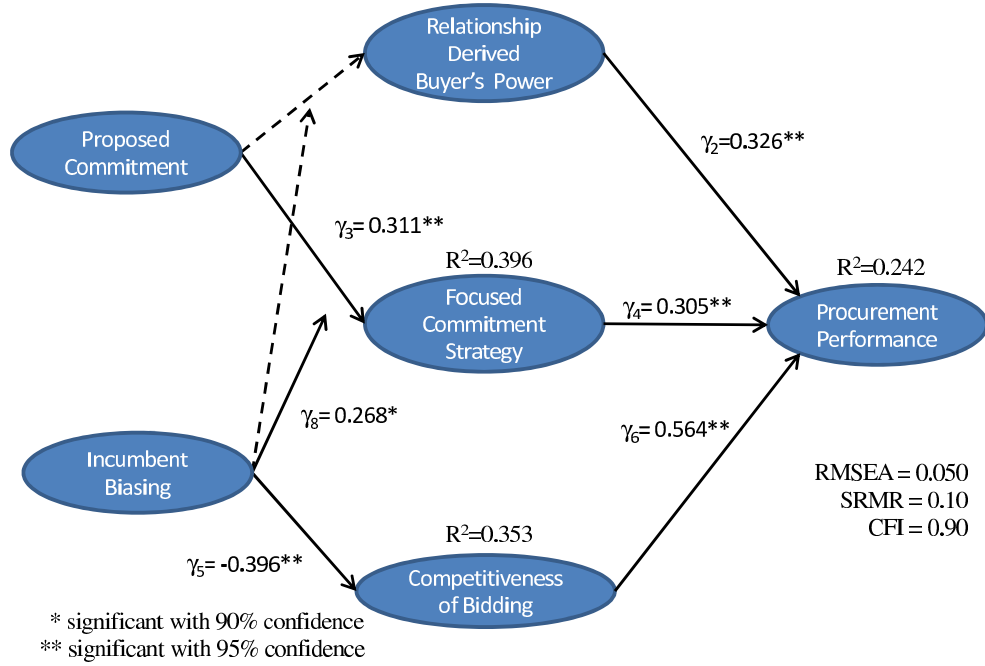 Relationship
Derived
Buyer's Power
Proposed
Commitment
γ2=0.326**
γ3= 0.311**
R²=0.396
Focused
Commitment
Strategy
γ4= 0.305**
R²=0.242
Procurement
Performance
γ8= 0.268*
γ6= 0.564**
Incumbent
Biasing
RMSEA = 0.050
SRMR = 0.10
CFI = 0.90
R²=0.353
γ5= -0.396**
Competitiveness
of Bidding
* significant with 90% confidence
** significant with 95% confidence